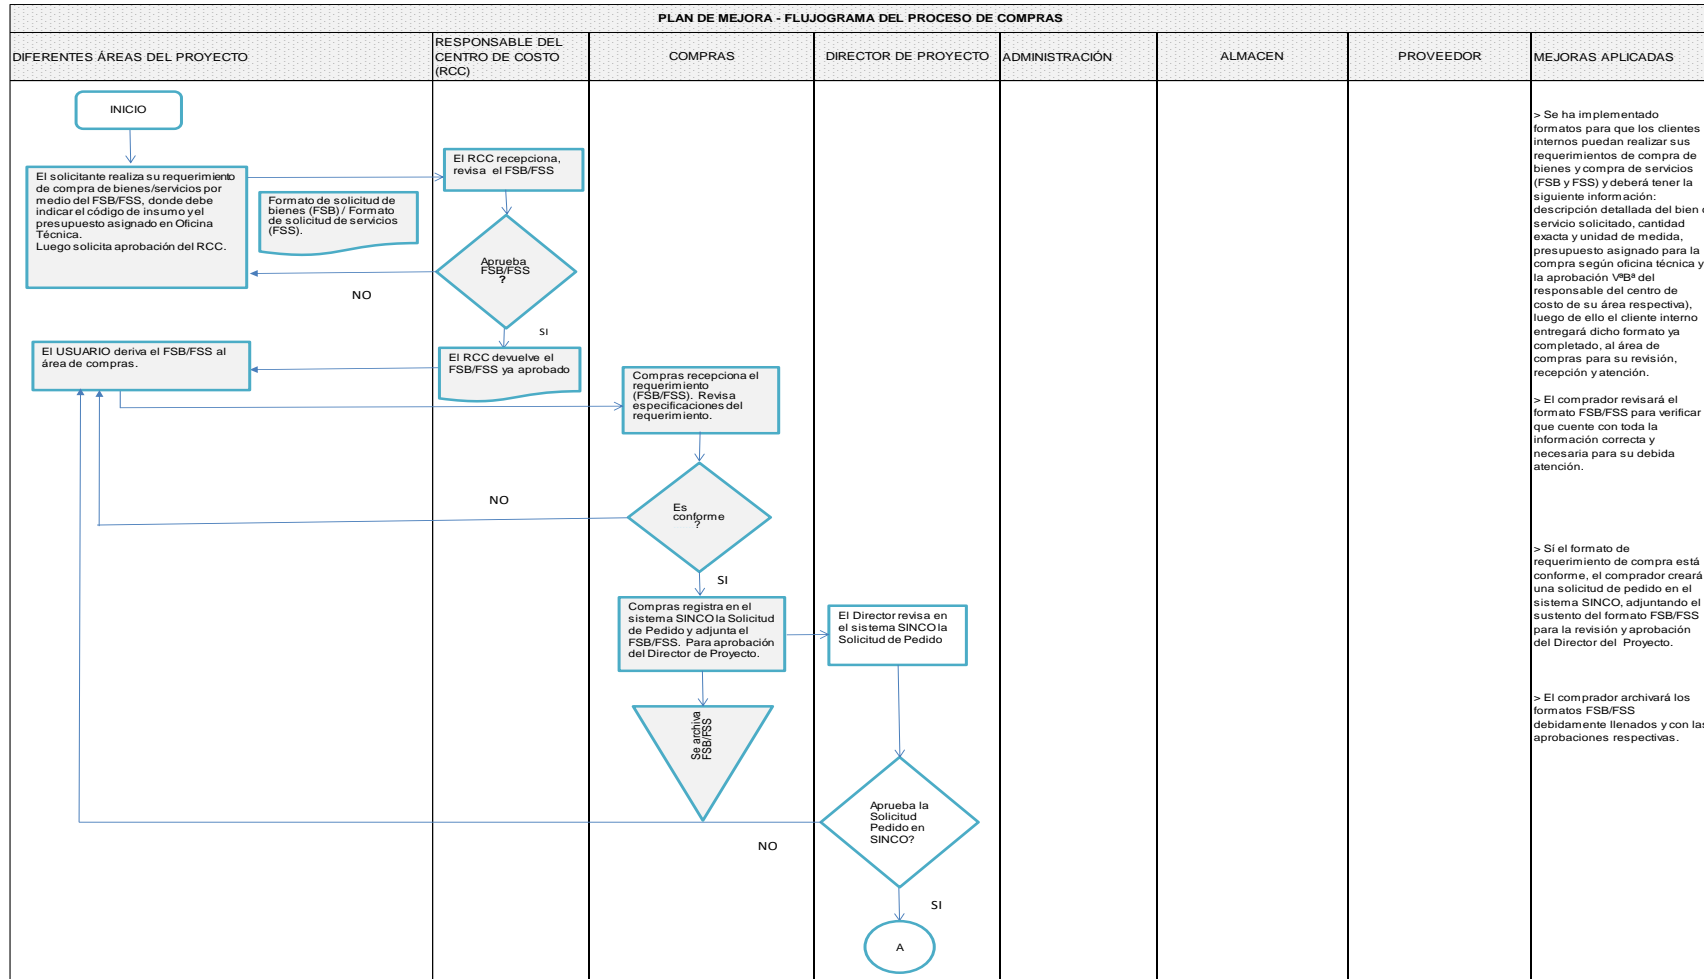 PLAN DE MEJORA - FLUJOGRAMA DEL PROCESO DE COMPRAS
DIFERENTES ÁREAS DEL PROYECTO
RESPONSABLE DEL
CENTRO DE COSTO
(RCC)
COMPRAS
DIRECTOR DE PROYECTO
ADMINISTRACIÓN
ALMACEN
PROVEEDOR
MEJORAS APLICADAS
INICIO
El solicitante realiza su requerimiento
de compra de bienes/servicios por
medio del FSB/FSS, donde debe
indicar el código de insumo y el
presupuesto asignado en Oficina
Técnica.
Luego solicita aprobación del RCC.
Formato de solicitud de
bienes (FSB) / Formato
de solicitud de servicios
(FSS).
El RCC recepciona,
revisa el FSB/FSS
Aprueba
FSB/FSS
?
NO
SI
El USUARIO deriva el FSB/FSS al
área de compras.
El RCC devuelve el
FSB/FSS ya aprobado
Compras recepciona el
requerimiento
(FSB/FSS). Revisa
especificaciones del
requerimiento.
Es
conforme
?
NO
SI
Compras registra en el
sistema SINCO la Solicitud
de Pedido y adjunta el
FSB/FSS. Para aprobación
del Director de Proyecto.
El Director revisa en
el sistema SINCO la
Solicitud de Pedido
Se archiva
FSB/FSS
Aprueba la
Solicitud
Pedido en
SINCO?
NO
SI
A
> Se ha implementado
formatos para que los clientes
internos puedan realizar sus
requerimientos de compra de
bienes y compra de servicios
(FSB y FSS) y deberá tener la
siguiente información:
descripción detallada del bien o
servicio solicitado, cantidad
exacta y unidad de medida,
presupuesto asignado para la
compra según oficina técnica y
la aprobación VªBª del
responsable del centro de
costo de su área respectiva),
luego de ello el cliente interno
entregará dicho formato ya
completado, al área de
compras para su revisión,
recepción y atención.
> El comprador revisará el
formato FSB/FSS para verificar
que cuente con toda la
información correcta y
necesaria para su debida
atención.
> Sí el formato de
requerimiento de compra está
conforme, el comprador creará
una solicitud de pedido en el
sistema SINCO, adjuntando el
sustento del formato FSB/FSS
para la revisión y aprobación
del Director del Proyecto.
> El comprador archivará los
formatos FSB/FSS
debidamente llenados y con las
aprobaciones respectivas.